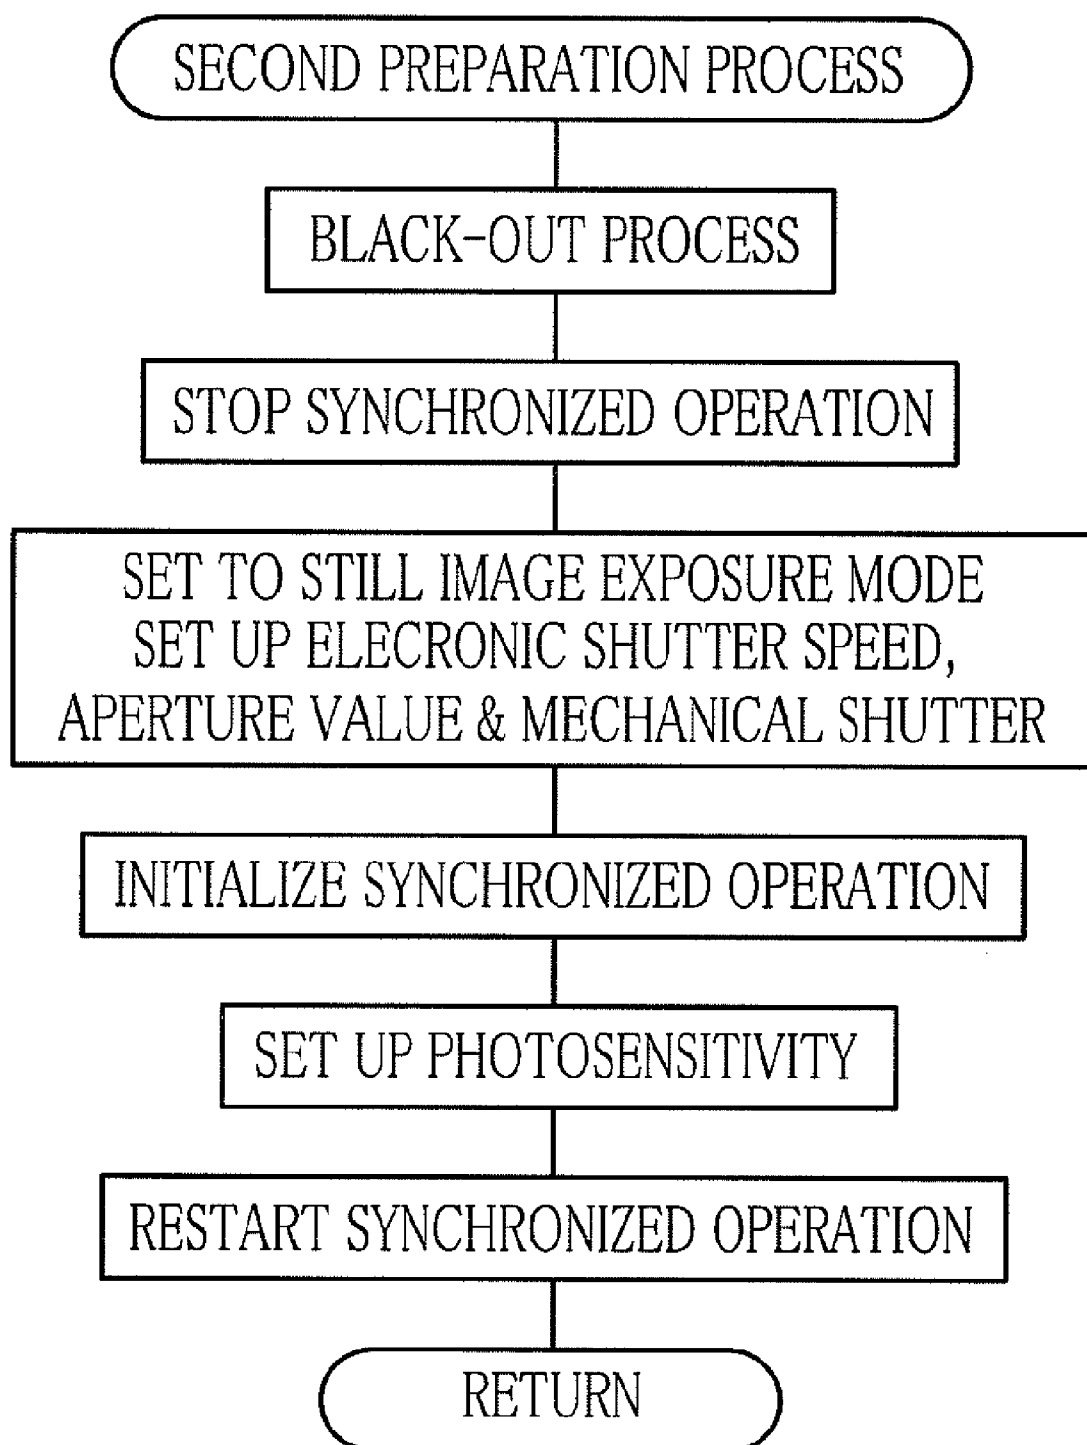 SECOND PREPARATION PROCESS
BLACK-OUT PROCESS
STOP SYNCHRONIZED OPERATION
SET TO STILL IMAGE EXPOSURE MODE
SET UP ELECRONIC SHUTTER SPEED,
APERTURE VALUE & MECHANICAL SHUTTER
INITIALIZE SYNCHRONIZED OPERATION
SET UP PHOTOSENSITIVITY
RESTART SYNCHRONIZED OPERATION
RETURN